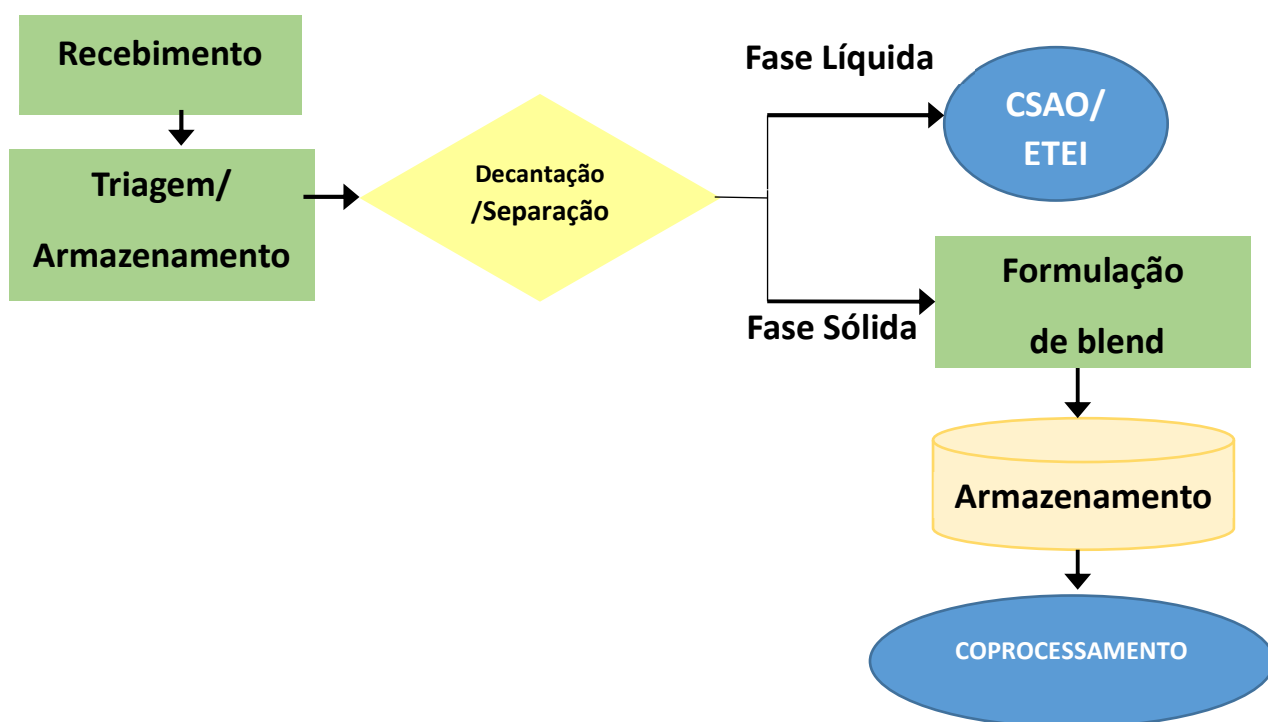 Recebimento
Triagem/
Armazenamento
Decantação
/Separação
Fase Líquida
CSAO/
ETEI
Fase Sólida
Formulação
de blend
Armazenamento
COPROCESSAMENTO